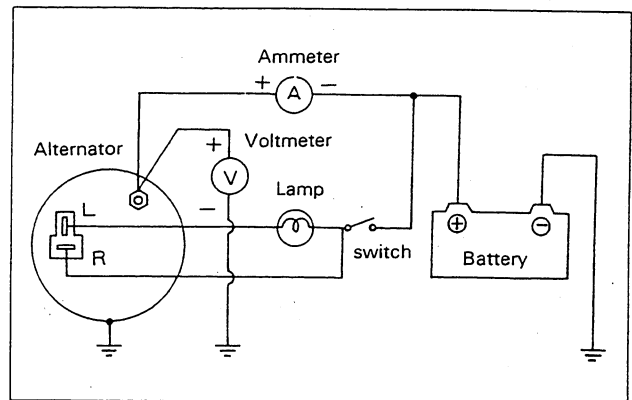 Ammeter
+ A −
Alternator
+ Voltmeter
V
Lamp
−
L
switch
R
+ −
Battery